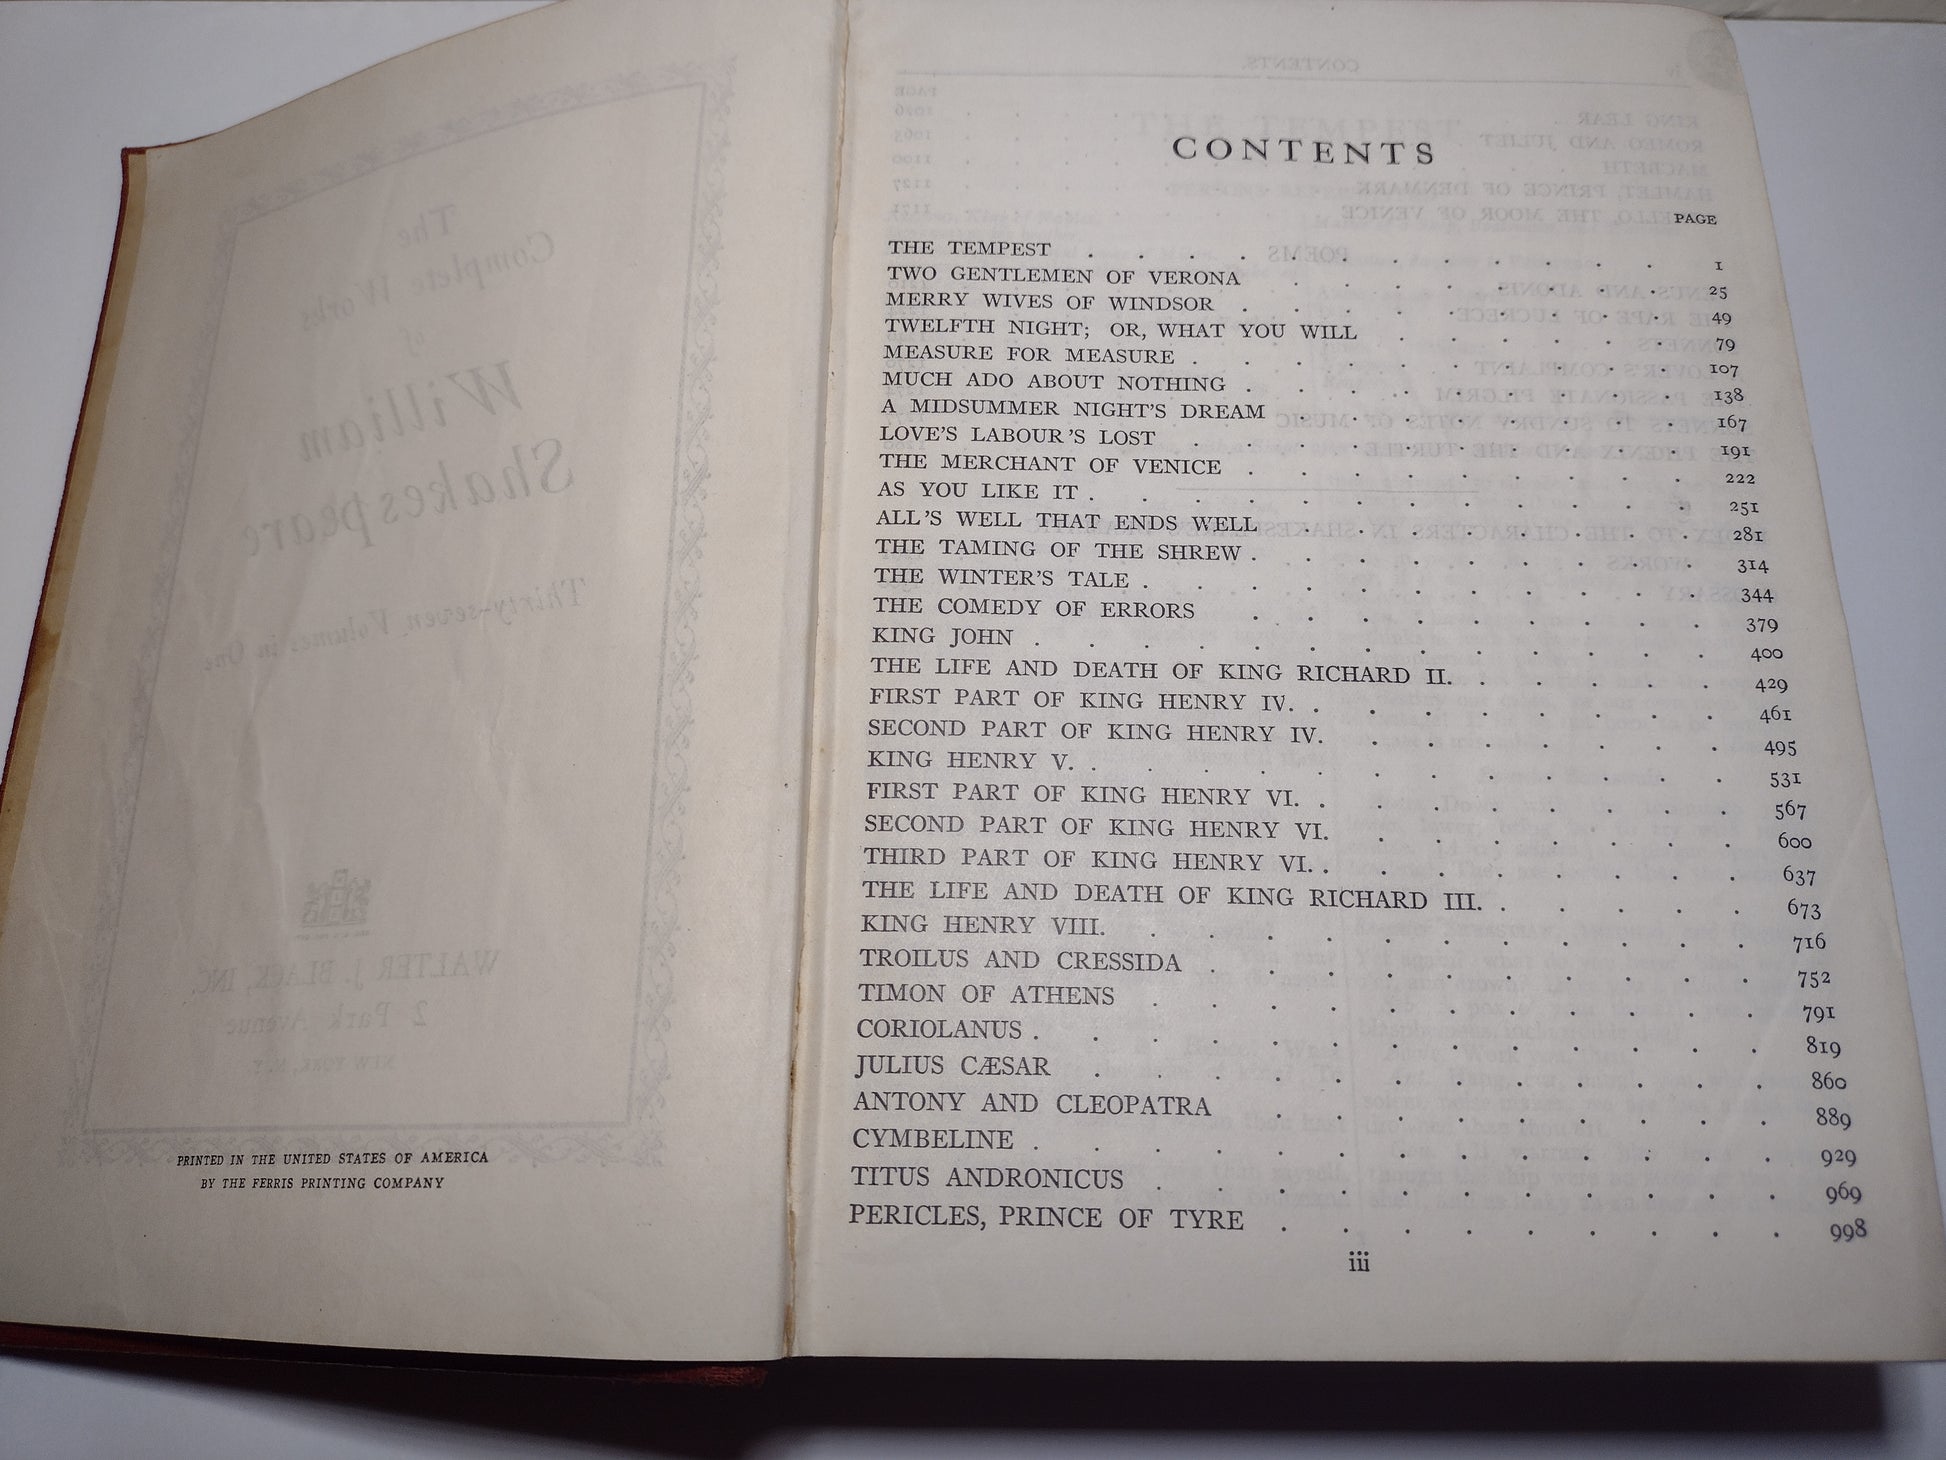 The
Complete Works
of
William
Shakespeare
Thirty-seven Volumes in One
WALTER J. BLACK, INC.
2 Park Avenue
NEW YORK, N.Y.
PRINTED IN THE UNITED STATES OF AMERICA
BY THE FERRIS PRINTING COMPANY
CONTENTS
PAGE
THE TEMPEST . . . . . . . . . . . 1
TWO GENTLEMEN OF VERONA . . . . . . . 25
MERRY WIVES OF WINDSOR . . . . . . . . 49
TWELFTH NIGHT; OR, WHAT YOU WILL . . . . . 79
MEASURE FOR MEASURE . . . . . . . . . 107
MUCH ADO ABOUT NOTHING . . . . . . . . 138
A MIDSUMMER NIGHT'S DREAM . . . . . . . 167
LOVE'S LABOUR'S LOST . . . . . . . . . 191
THE MERCHANT OF VENICE . . . . . . . . 222
AS YOU LIKE IT . . . . . . . . . . . 251
ALL'S WELL THAT ENDS WELL . . . . . . . 281
THE TAMING OF THE SHREW . . . . . . . . 314
THE WINTER'S TALE . . . . . . . . . . 344
THE COMEDY OF ERRORS . . . . . . . . 379
KING JOHN . . . . . . . . . . . . . 400
THE LIFE AND DEATH OF KING RICHARD II. . . . . . 429
FIRST PART OF KING HENRY IV. . . . . . . . . 461
SECOND PART OF KING HENRY IV. . . . . . . . 495
KING HENRY V. . . . . . . . . . . . . 531
FIRST PART OF KING HENRY VI. . . . . . . . . 567
SECOND PART OF KING HENRY VI. . . . . . . . 600
THIRD PART OF KING HENRY VI. . . . . . . . . 637
THE LIFE AND DEATH OF KING RICHARD III. . . . . . 673
KING HENRY VIII. . . . . . . . . . . . 716
TROILUS AND CRESSIDA . . . . . . . . . . 752
TIMON OF ATHENS . . . . . . . . . . . 791
CORIOLANUS . . . . . . . . . . . . . 819
JULIUS CÆSAR . . . . . . . . . . . . 860
ANTONY AND CLEOPATRA . . . . . . . . . 889
CYMBELINE . . . . . . . . . . . . . 929
TITUS ANDRONICUS . . . . . . . . . . . 969
PERICLES, PRINCE OF TYRE . . . . . . . . . 998
iii